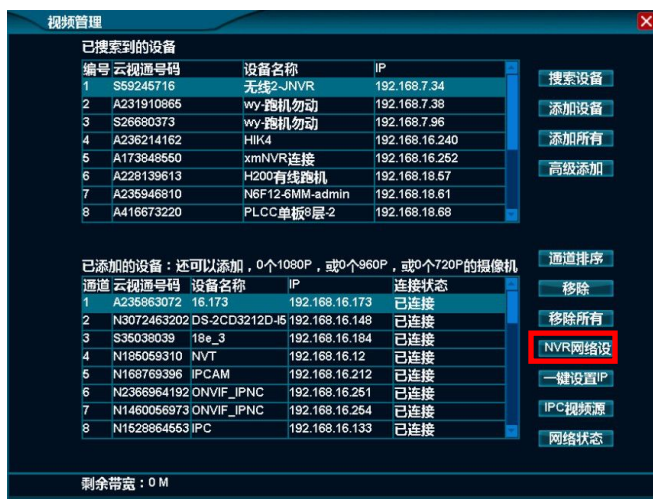 视频管理
已搜索到的设备
编号 云视通号码 设备名称 IP
1 S59245716 无线2-JNVR 192.168.7.34
2 A231910865 wy-跑机勿动 192.168.7.38
3 S26680373 wy-跑机勿动 192.168.7.96
4 A236214162 HIK4 192.168.16.240
5 A173848550 xmNVR连接 192.168.16.252
6 A228139613 H200有线跑机 192.168.18.57
7 A235946810 N6F12-6MM-admin 192.168.18.61
8 A416673220 PLCC单板8层-2 192.168.18.68
搜索设备
添加设备
添加所有
高级添加
已添加的设备：还可以添加，0个1080P，或0个960P，或0个720P的摄像机
通道 云视通号码 设备名称 IP 连接状态
1 A235863072 16.173 192.168.16.173 已连接
2 N3072463202 DS-2CD3212D-I5 192.168.16.148 已连接
3 S35038039 18e_3 192.168.16.184 已连接
4 N185059310 NVT 192.168.16.12 已连接
5 N168769396 IPCAM 192.168.16.212 已连接
6 N2366964192 ONVIF_IPNC 192.168.16.251 已连接
7 N1460056973 ONVIF_IPNC 192.168.16.254 已连接
8 N1528864553 IPC 192.168.16.133 已连接
通道排序
移除
移除所有
NVR网络设
一键设置IP
IPC视频源
网络状态
剩余带宽：0 M